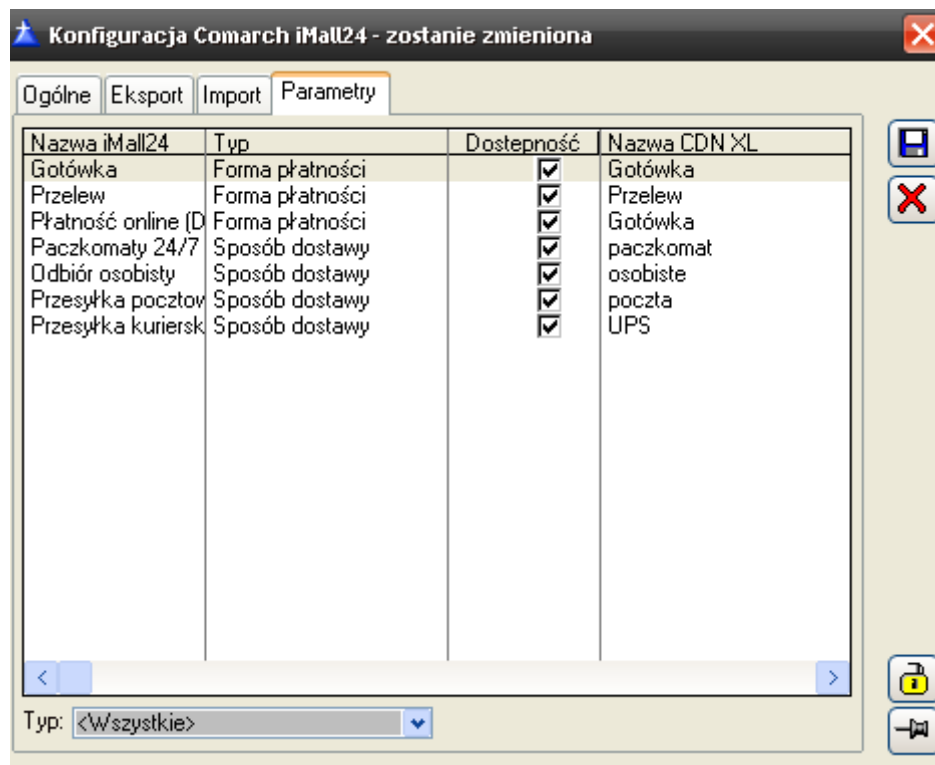 Konfiguracja Comarch iMall24 - zostanie zmieniona
Ogólne Eksport Import Parametry
Nazwa iMall24 Typ Dostepność Nazwa CDN XL
Gotówka Forma płatności Gotówka
Przelew Forma płatności Przelew
Płatność online (D Forma płatności Gotówka
Paczkomaty 24/7 Sposób dostawy paczkomat
Odbiór osobisty Sposób dostawy osobiste
Przesyłka pocztow Sposób dostawy poczta
Przesyłka kuriersk Sposób dostawy UPS
Typ: <Wszystkie>